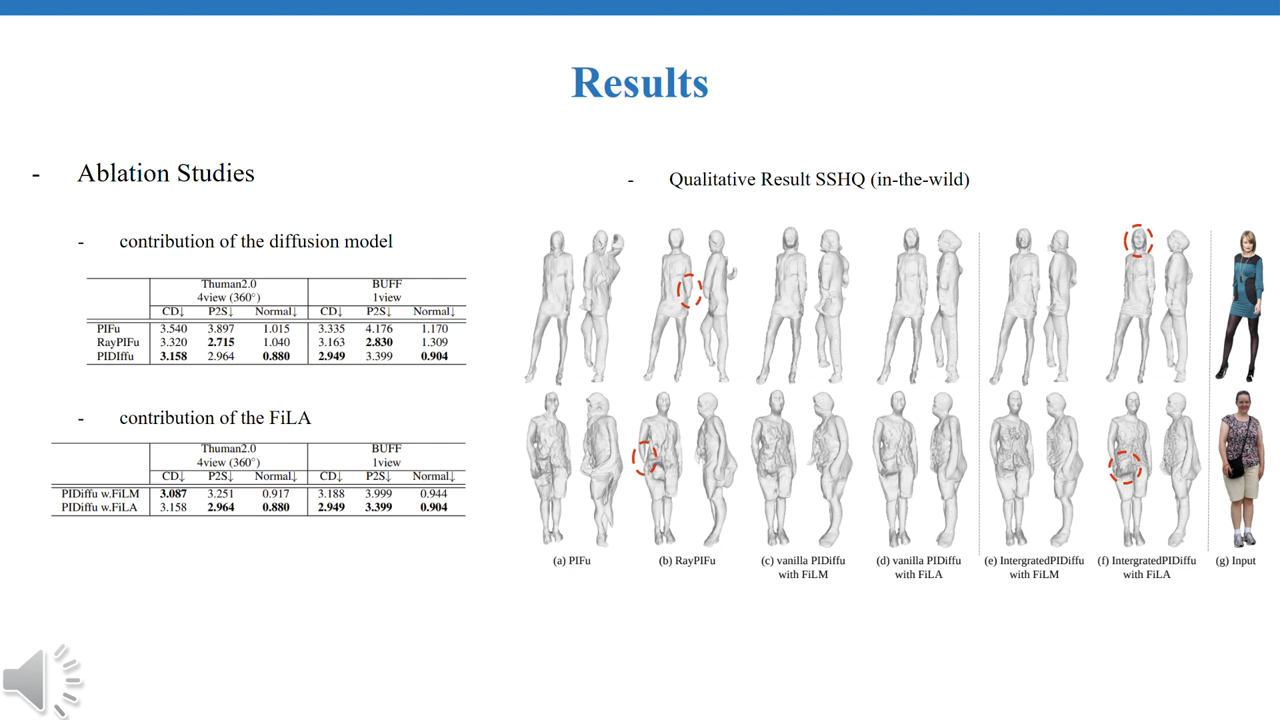 Results
- Ablation Studies
- contribution of the diffusion model
Thuman2.0 BUFF
4view (360°) 1view
CD↓ P2S↓ Normal↓ CD↓ P2S↓ Normal↓
PIFu 3.540 3.897 1.015 3.335 4.176 1.170
RayPIFu 3.320 2.715 1.040 3.163 2.830 1.309
PIDIffu 3.158 2.964 0.880 2.949 3.399 0.904
- contribution of the FiLA
Thuman2.0 BUFF
4view (360°) 1view
CD↓ P2S↓ Normal↓ CD↓ P2S↓ Normal↓
PIDiffu w.FiLM 3.087 3.251 0.917 3.188 3.999 0.944
PIDiffu w.FiLA 3.158 2.964 0.880 2.949 3.399 0.904
- Qualitative Result SSHQ (in-the-wild)
(a) PIFu
(b) RayPIFu
(c) vanilla PIDiffu
with FiLM
(d) vanilla PIDiffu
with FiLA
(e) IntergratedPIDiffu
with FiLM
(f) IntergratedPIDiffu
with FiLA
(g) Input